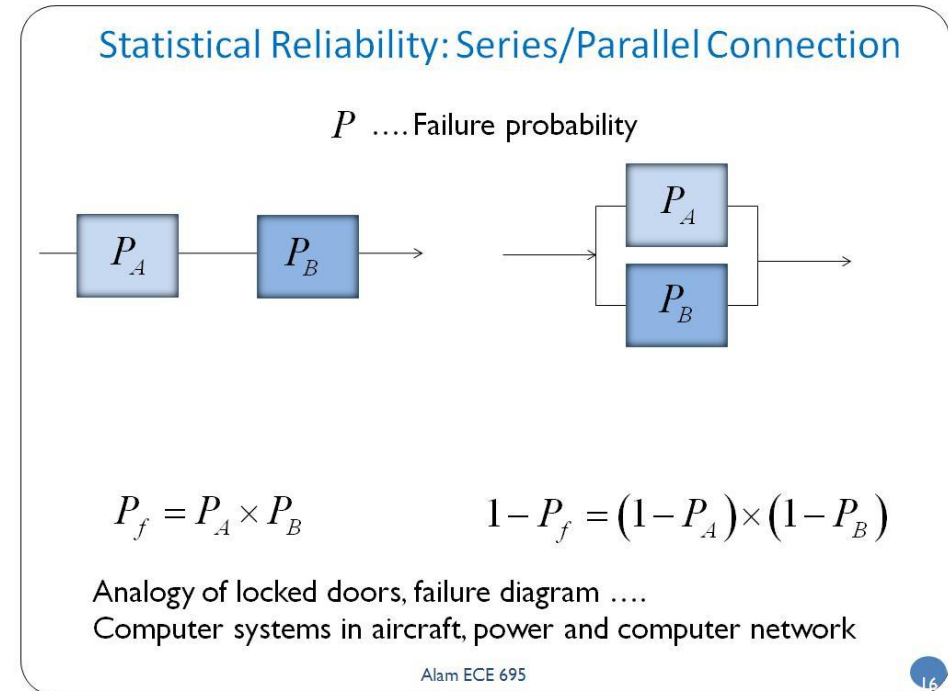 Statistical Reliability: Series/Parallel Connection
P .... Failure probability
P_A
P_B
P_A
P_B
P_f = P_A × P_B
1 − P_f = (1 − P_A) × (1 − P_B)
Analogy of locked doors, failure diagram ....
Computer systems in aircraft, power and computer network
Alam ECE 695
16